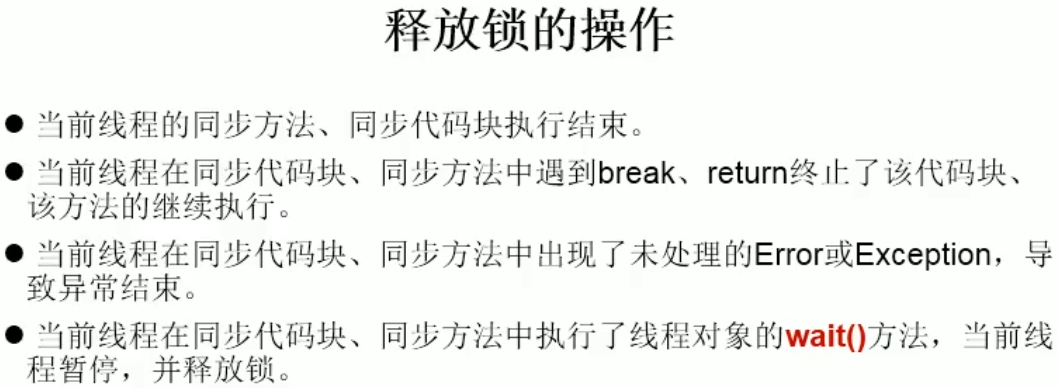 释放锁的操作
● 当前线程的同步方法、同步代码块执行结束。
● 当前线程在同步代码块、同步方法中遇到break、return终止了该代码块、
该方法的继续执行。
● 当前线程在同步代码块、同步方法中出现了未处理的Error或Exception，导
致异常结束。
● 当前线程在同步代码块、同步方法中执行了线程对象的wait()方法，当前线
程暂停，并释放锁。